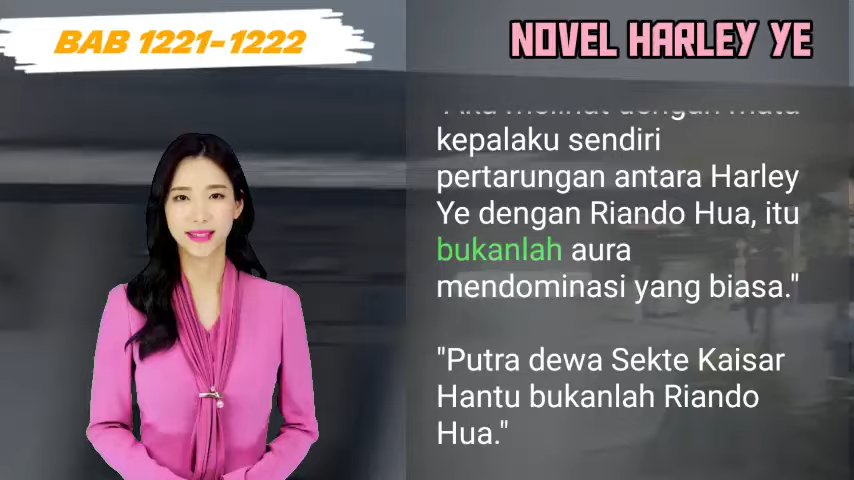 BAB 1221-1222
NOVEL HARLEY YE
kepalaku sendiri
pertarungan antara Harley
Ye dengan Riando Hua, itu
bukanlah aura
mendominasi yang biasa."
"Putra dewa Sekte Kaisar
Hantu bukanlah Riando
Hua."